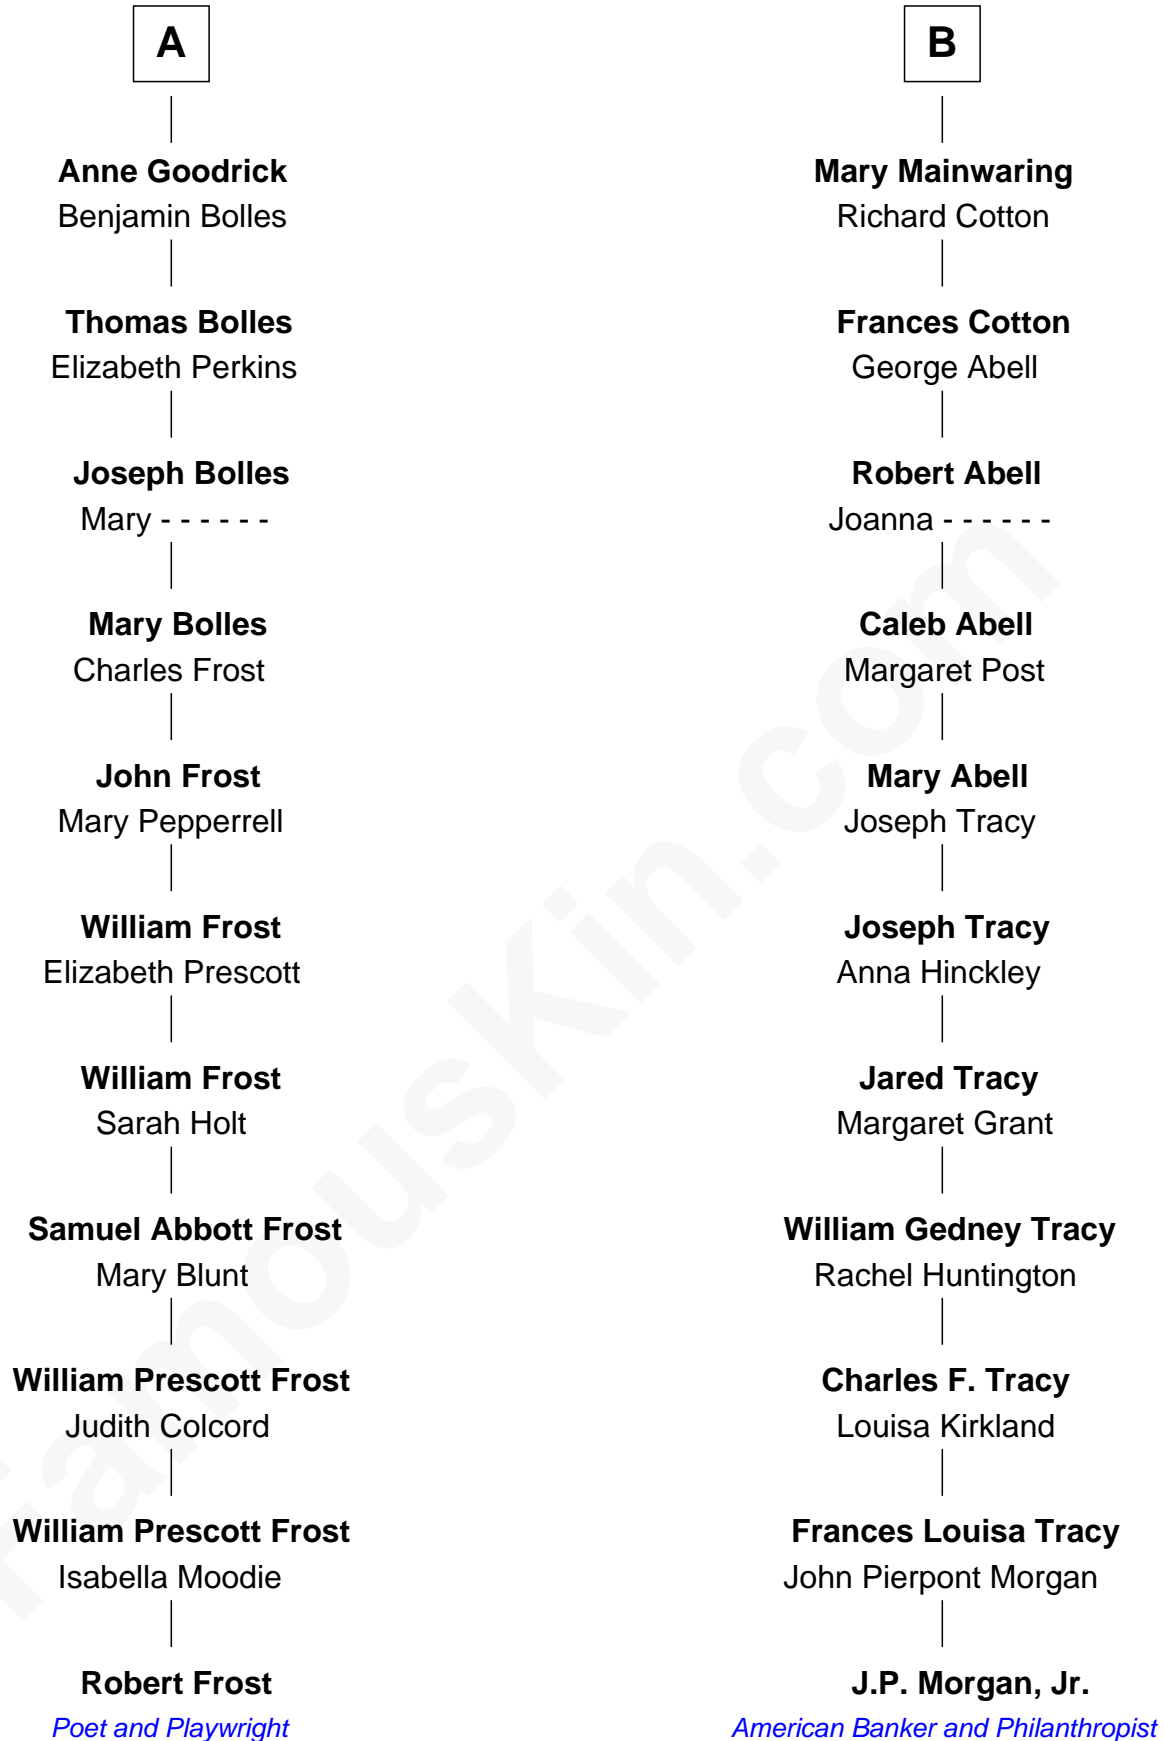 A
Anne Goodrick
Benjamin Bolles
Thomas Bolles
Elizabeth Perkins
Joseph Bolles
Mary - - - - - -
Mary Bolles
Charles Frost
John Frost
Mary Pepperrell
William Frost
Elizabeth Prescott
William Frost
Sarah Holt
Samuel Abbott Frost
Mary Blunt
William Prescott Frost
Judith Colcord
William Prescott Frost
Isabella Moodie
Robert Frost
Poet and Playwright
B
Mary Mainwaring
Richard Cotton
Frances Cotton
George Abell
Robert Abell
Joanna - - - - - -
Caleb Abell
Margaret Post
Mary Abell
Joseph Tracy
Joseph Tracy
Anna Hinckley
Jared Tracy
Margaret Grant
William Gedney Tracy
Rachel Huntington
Charles F. Tracy
Louisa Kirkland
Frances Louisa Tracy
John Pierpont Morgan
J.P. Morgan, Jr.
American Banker and Philanthropist
FamousKin.com